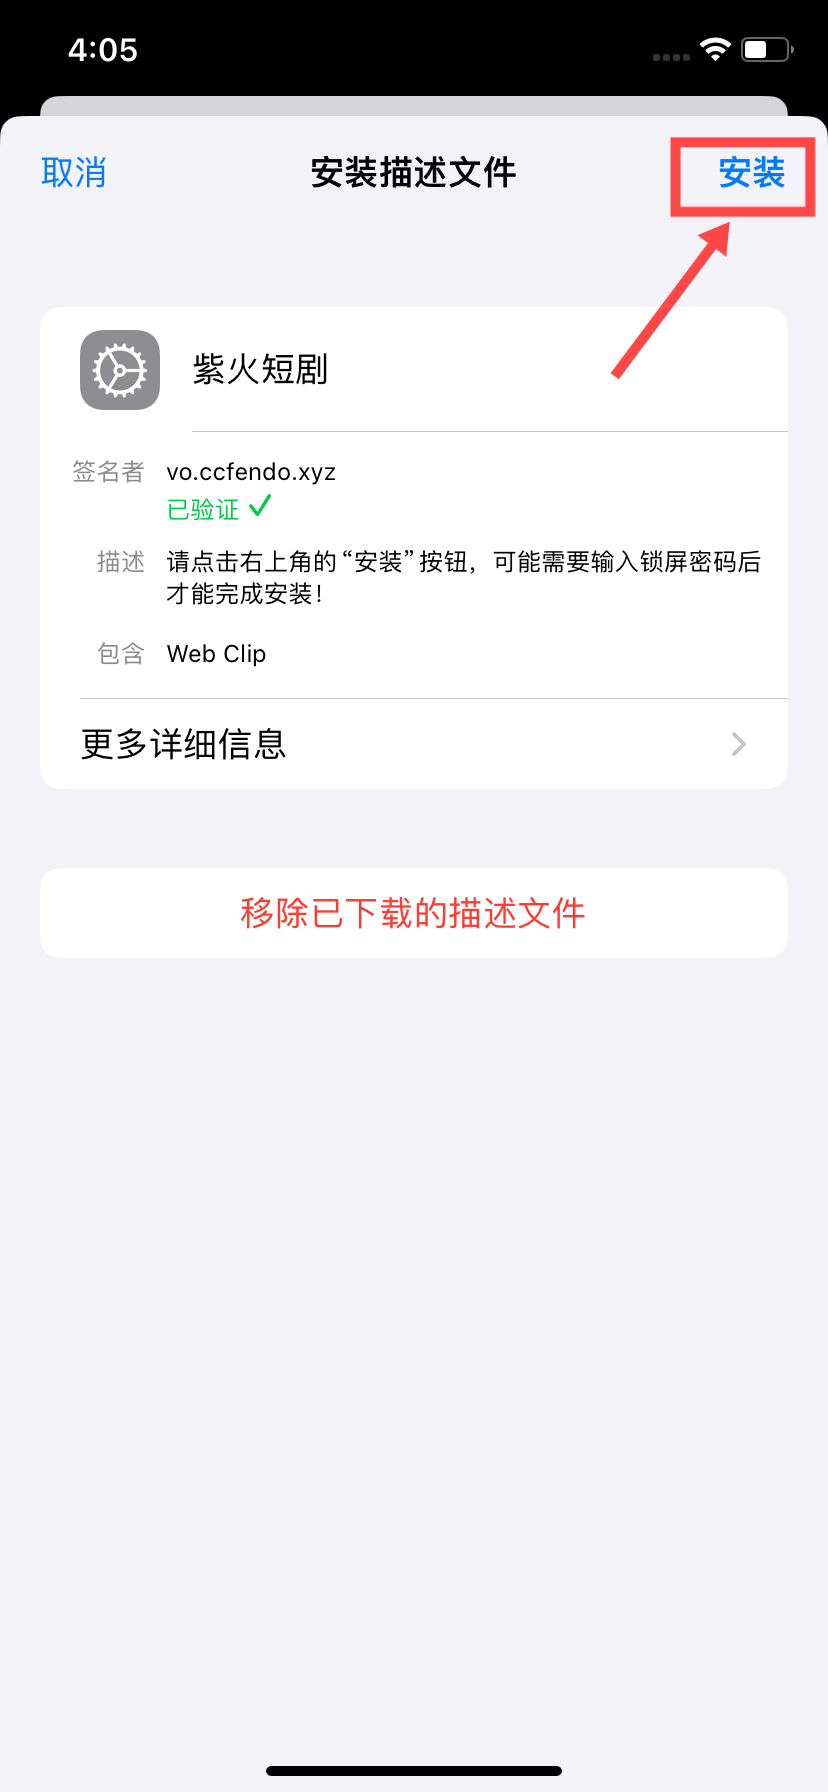 4:05
取消
安装描述文件
安装
紫火短剧
签名者 vo.ccfendo.xyz
已验证
描述 请点击右上角的“安装”按钮，可能需要输入锁屏密码后
才能完成安装！
包含 Web Clip
更多详细信息
移除已下载的描述文件